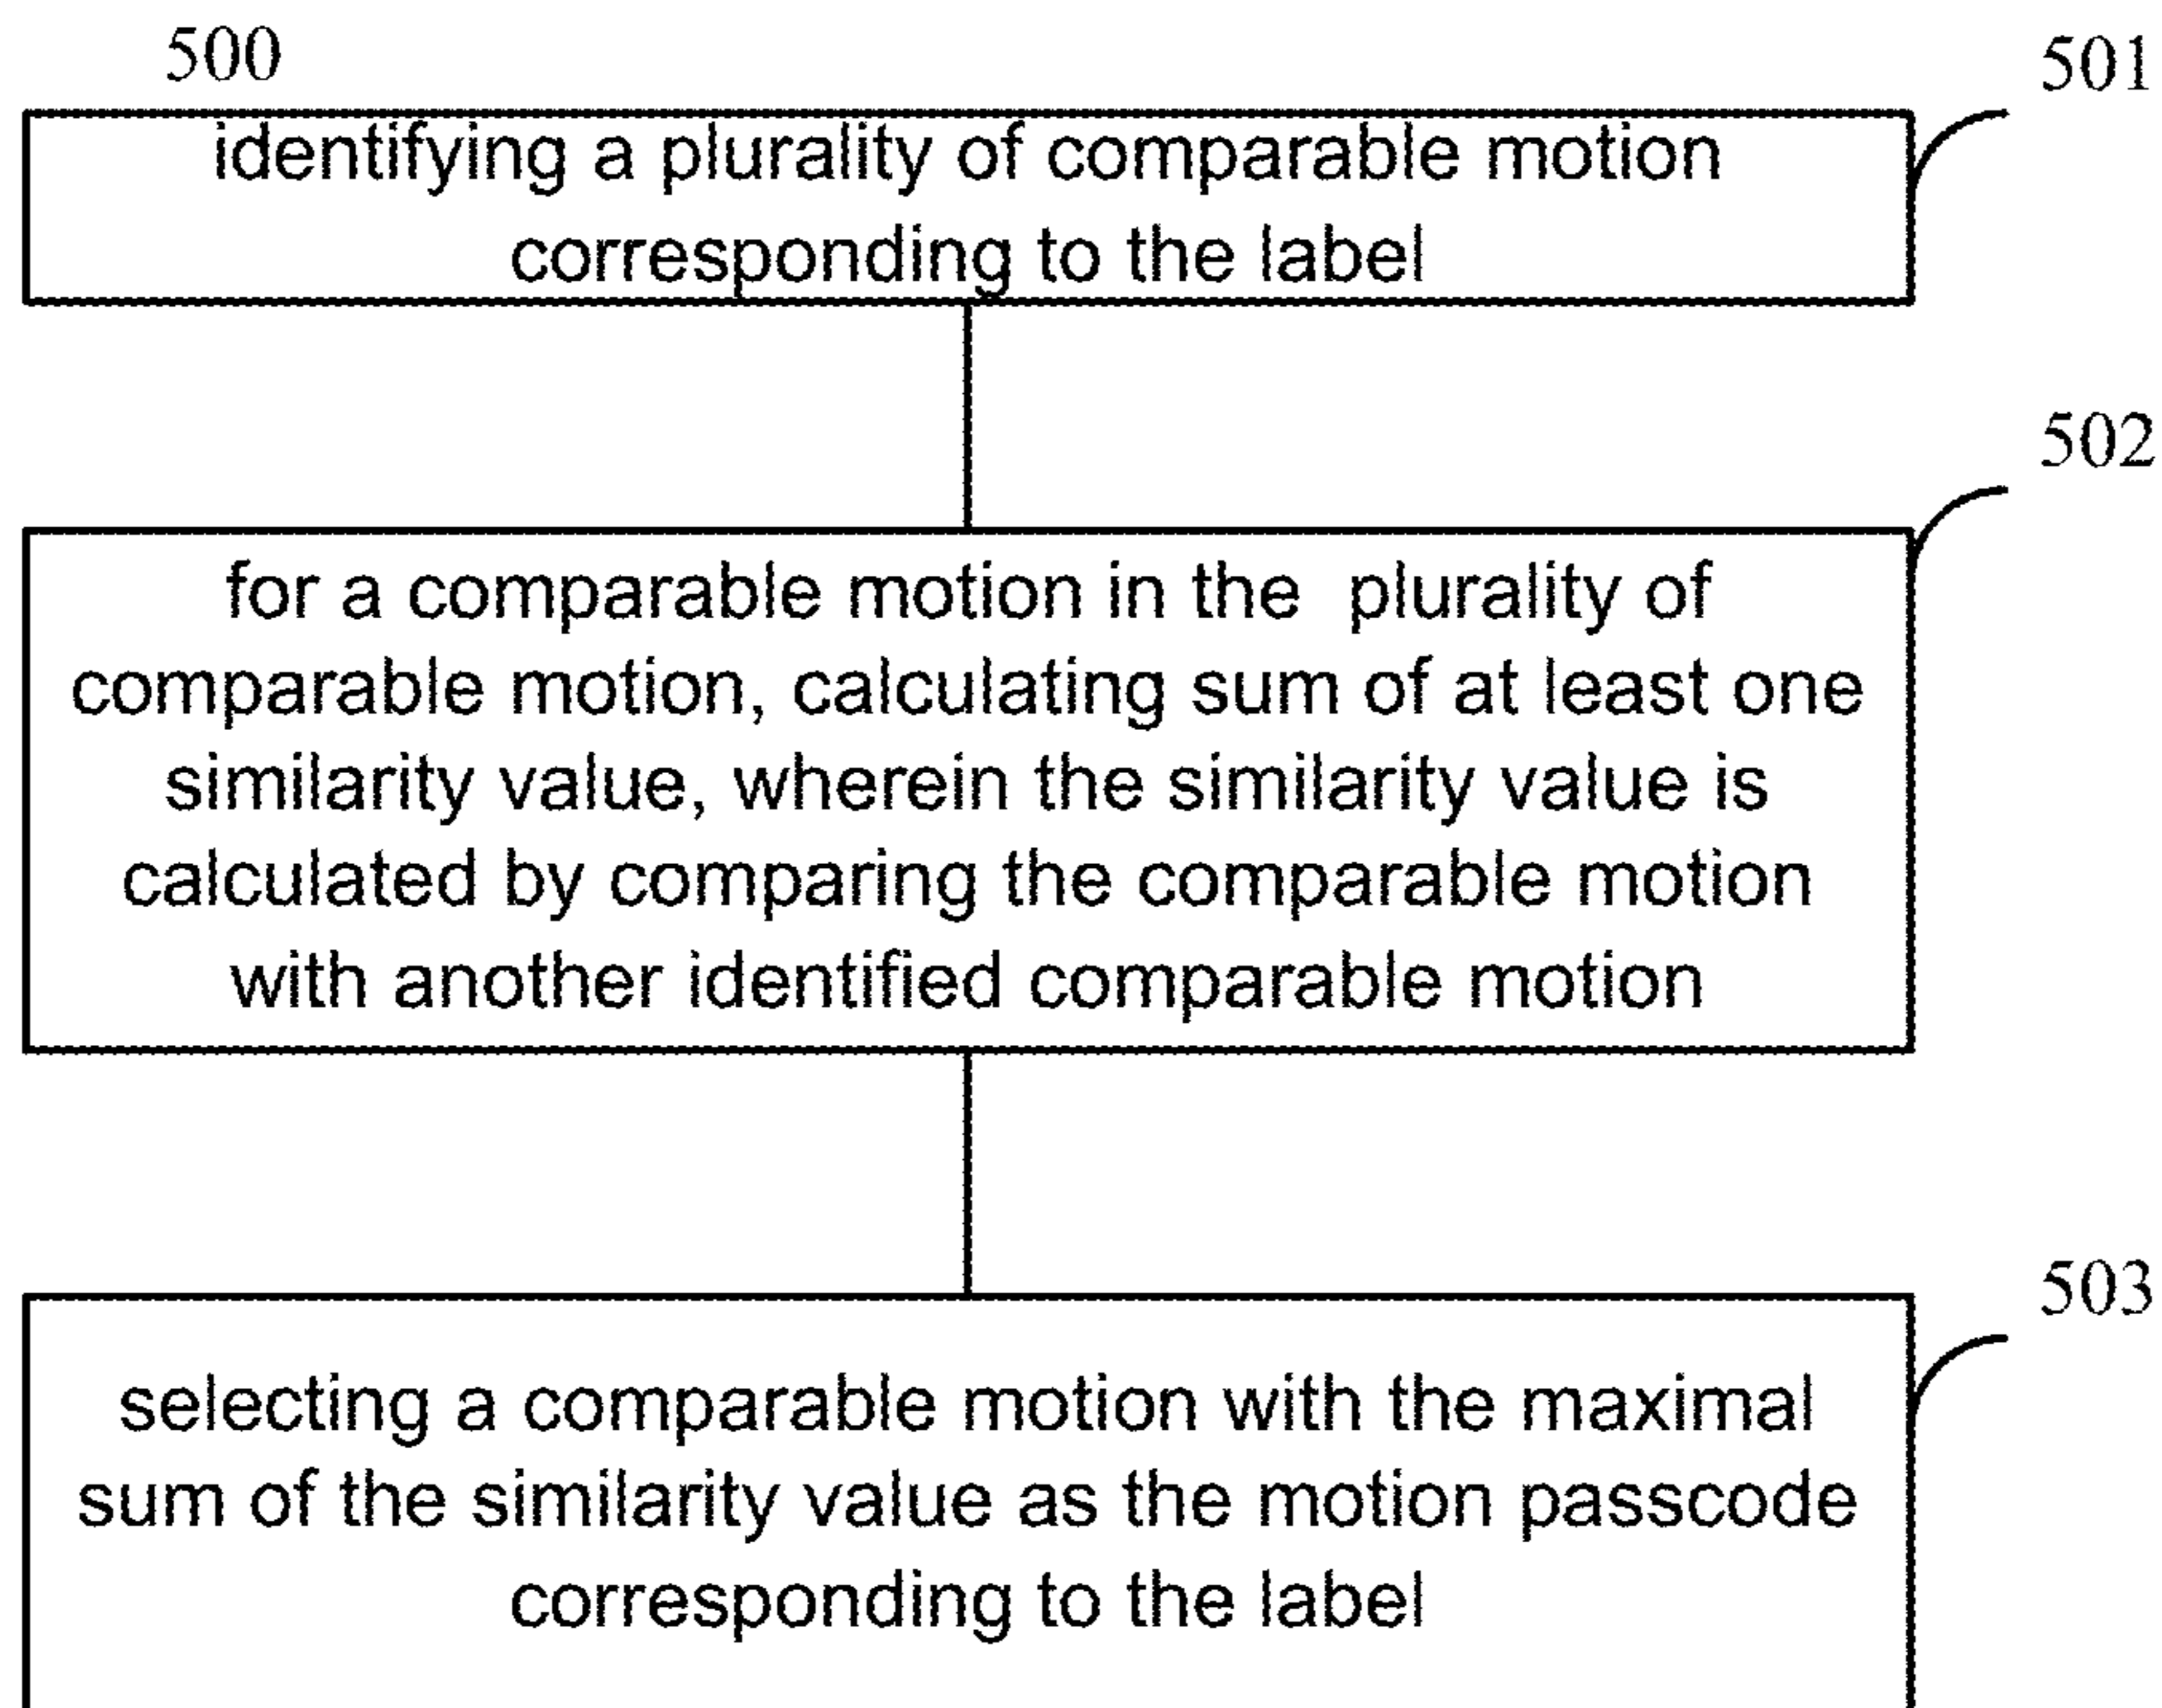 500
501
identifying a plurality of comparable motion
corresponding to the label
502
for a comparable motion in the plurality of
comparable motion, calculating sum of at least one
similarity value, wherein the similarity value is
calculated by comparing the comparable motion
with another identified comparable motion
503
selecting a comparable motion with the maximal
sum of the similarity value as the motion passcode
corresponding to the label